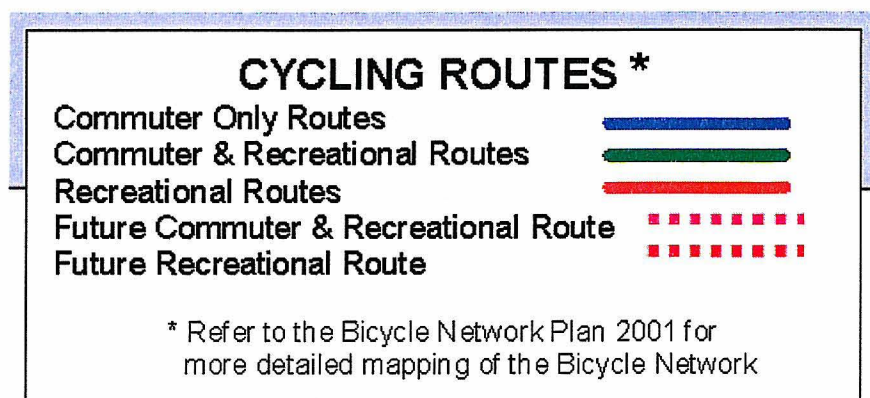 CYCLING ROUTES *
Commuter Only Routes
Commuter & Recreational Routes
Recreational Routes
Future Commuter & Recreational Route
Future Recreational Route
* Refer to the Bicycle Network Plan 2001 for
more detailed mapping of the Bicycle Network